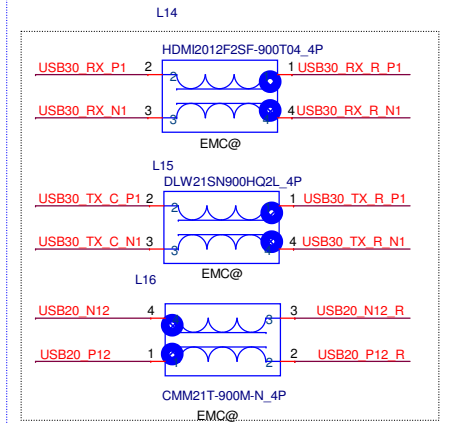 L14
HDMI2012F2SF-900T04_4P
USB30_RX_P1 2 2 1 USB30_RX_R_P1
USB30_RX_N1 3 3 4 USB30_RX_R_N1
EMC@
L15
DLW21SN900HQ2L_4P
USB30_TX_C_P1 2 2 1 USB30_TX_R_P1
USB30_TX_C_N1 3 3 4 USB30_TX_R_N1
EMC@
L16
USB20_N12 4 3 3 USB20_N12_R
USB20_P12 1 2 2 USB20_P12_R
CMM21T-900M-N_4P
EMC@